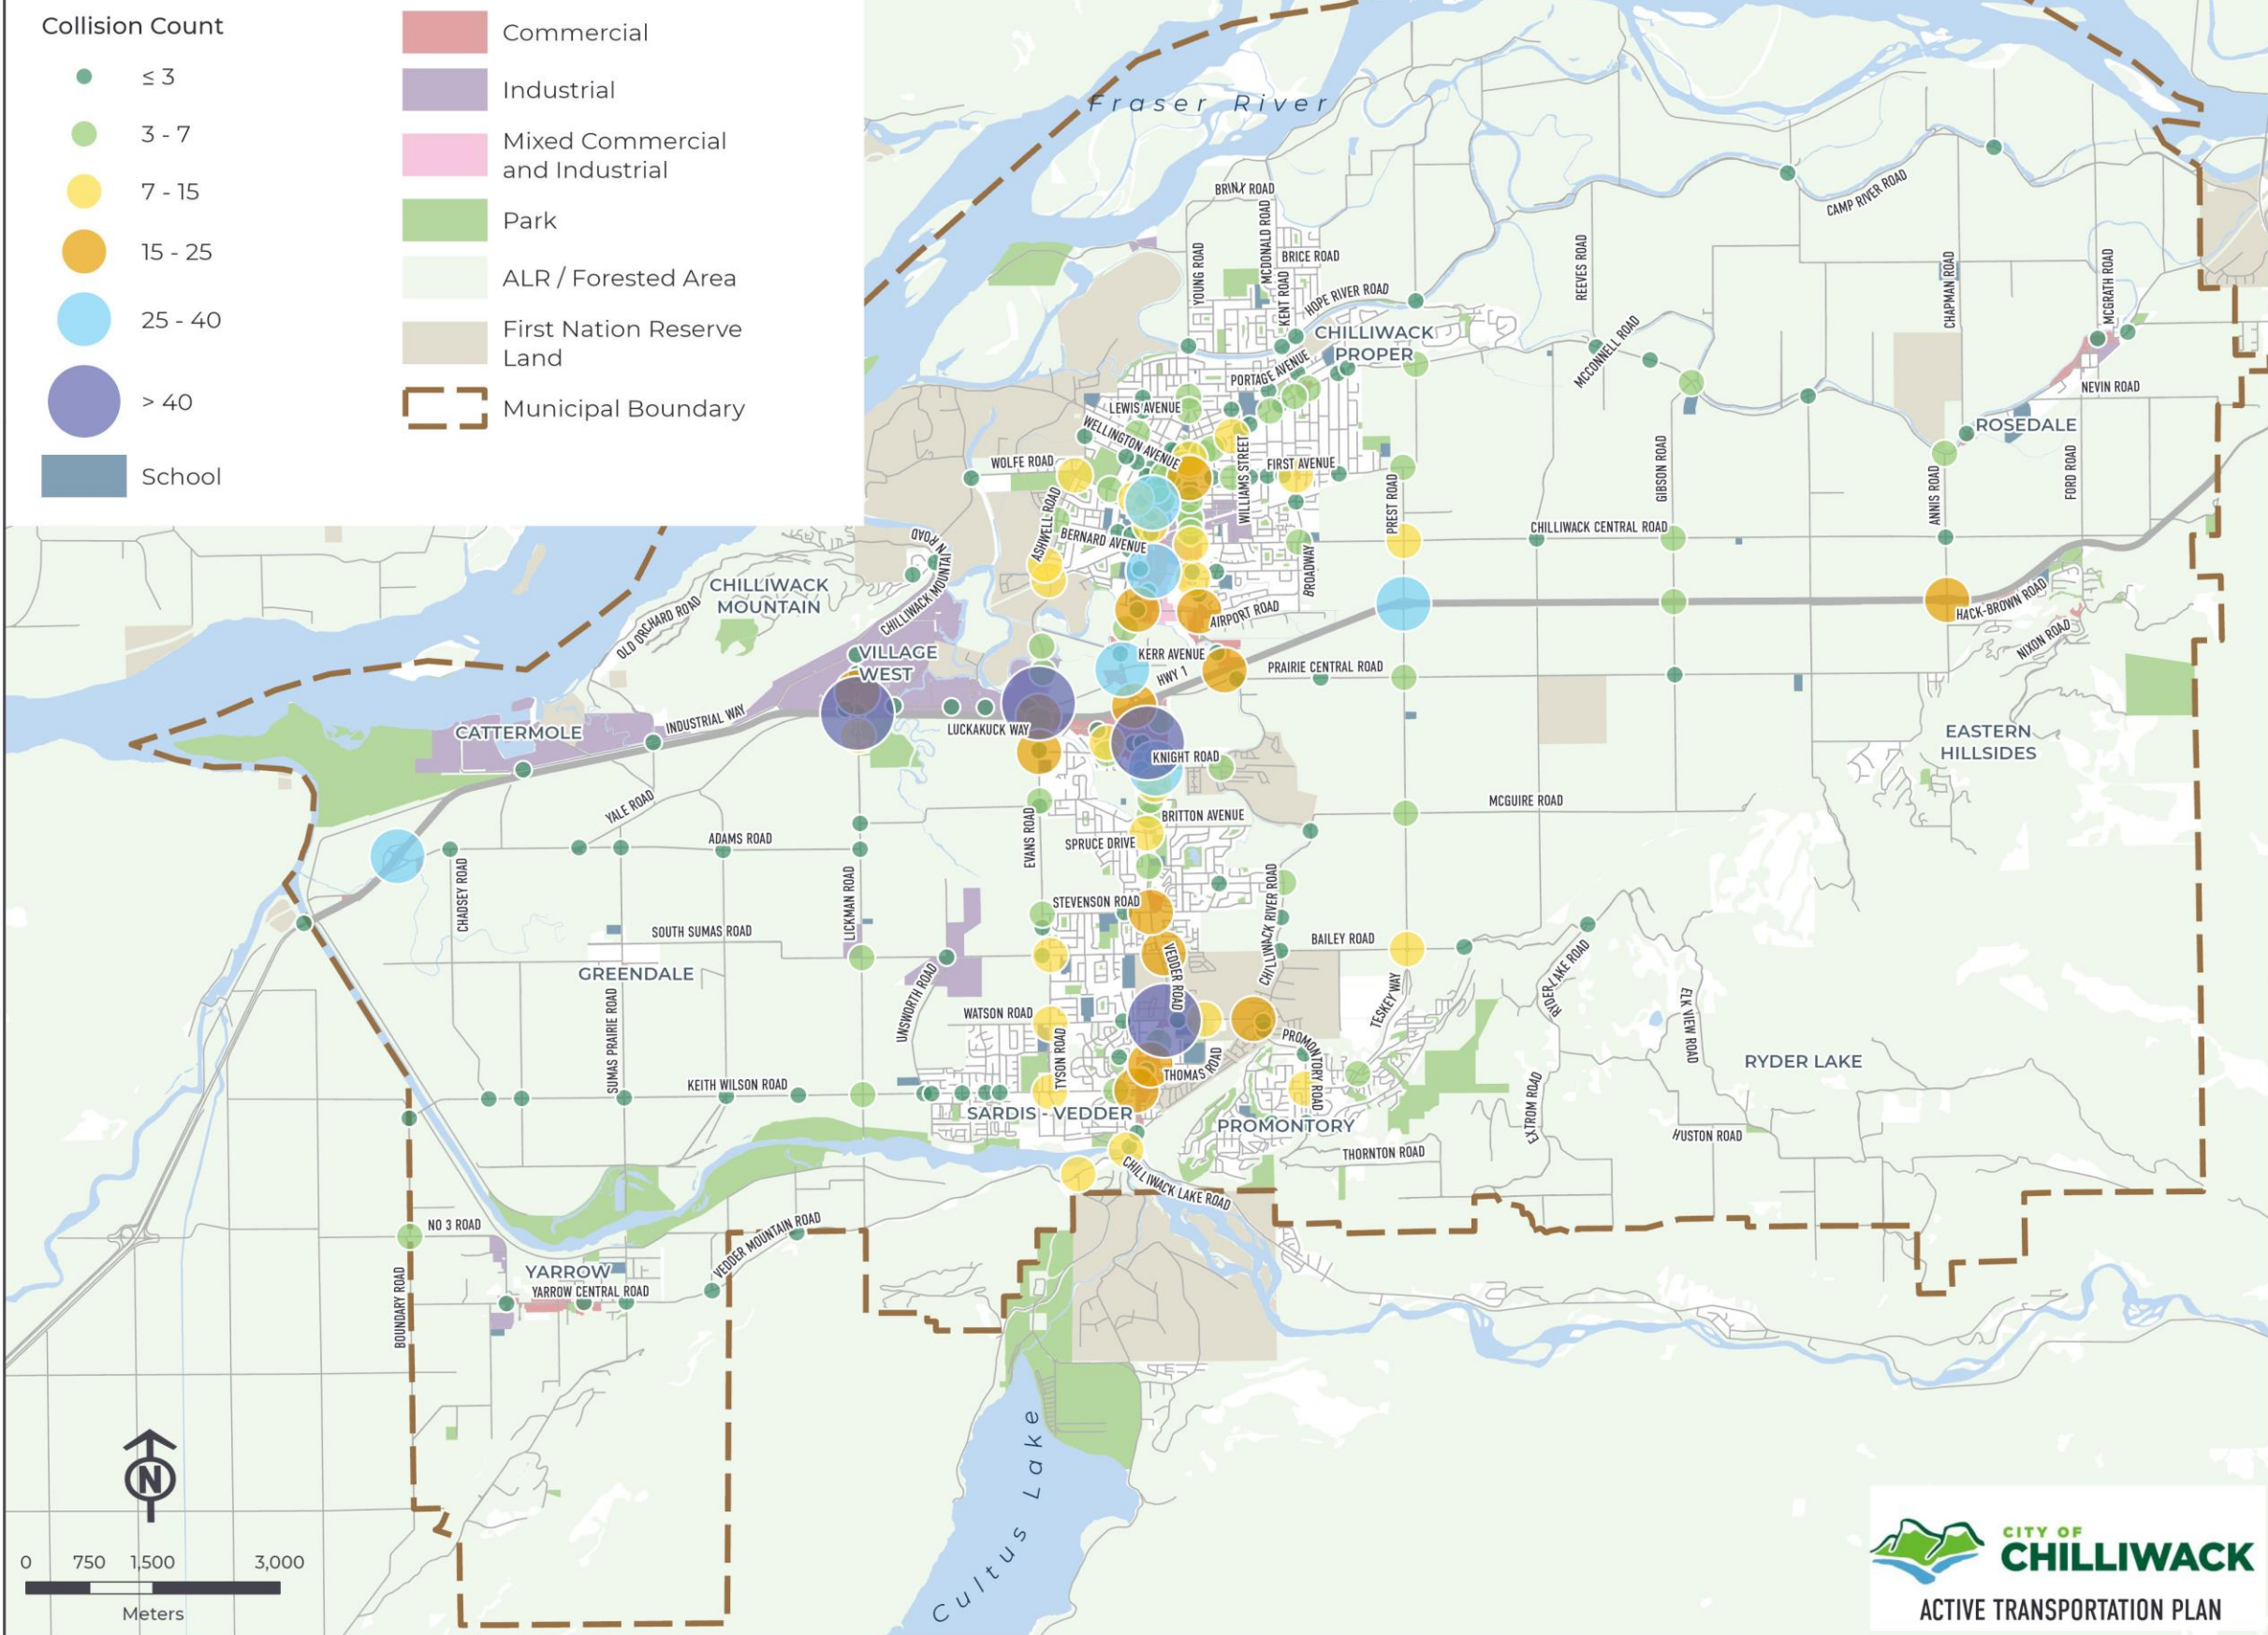 Collision Count
≤ 3
3 - 7
7 - 15
15 - 25
25 - 40
> 40
School
Commercial
Industrial
Mixed Commercial
and Industrial
Park
ALR / Forested Area
First Nation Reserve
Land
Municipal Boundary
Fraser River
BRINX ROAD
YOUNG ROAD
MCDONALD ROAD
BRICE ROAD
KENT ROAD
HOPE RIVER ROAD
CHILLIWACK
PROPER
PORTAGE AVENUE
REEVES ROAD
CAMP RIVER ROAD
CHAPMAN ROAD
MCGRATH ROAD
MCCONNELL ROAD
NEVIN ROAD
ROSEDALE
LEWIS AVENUE
WELLINGTON AVENUE
WOLFE ROAD
WILLIAMS STREET
FIRST AVENUE
PREST ROAD
GIBSON ROAD
ANNIS ROAD
FORD ROAD
ASHWELL ROAD
BERNARD AVENUE
BROADWAY
CHILLIWACK CENTRAL ROAD
CHILLIWACK MOUNTAIN ROAD
CHILLIWACK
MOUNTAIN
OLD ORCHARD ROAD
AIRPORT ROAD
HACK-BROWN ROAD
NIXON ROAD
VILLAGE
WEST
KERR AVENUE
HWY 1
PRAIRIE CENTRAL ROAD
CATTERMOLE
INDUSTRIAL WAY
LUCKAKUCK WAY
KNIGHT ROAD
EASTERN
HILLSIDES
YALE ROAD
MCGUIRE ROAD
BRITTON AVENUE
ADAMS ROAD
EVANS ROAD
SPRUCE DRIVE
CHADSEY ROAD
LICKMAN ROAD
STEVENSON ROAD
CHILLIWACK RIVER ROAD
SOUTH SUMAS ROAD
BAILEY ROAD
GREENDALE
VEDDER ROAD
RYDER LAKE ROAD
UNSWORTH ROAD
SUMAS PRAIRIE ROAD
WATSON ROAD
TESKEY WAY
ELK VIEW ROAD
TYSON ROAD
PROMONTORY ROAD
RYDER LAKE
THOMAS ROAD
KEITH WILSON ROAD
SARDIS - VEDDER
PROMONTORY
EXTROM ROAD
HUSTON ROAD
THORNTON ROAD
CHILLIWACK LAKE ROAD
NO 3 ROAD
VEDDER MOUNTAIN ROAD
YARROW
YARROW CENTRAL ROAD
BOUNDARY ROAD
Cultus Lake
N
0 750 1,500 3,000
Meters
CITY OF
CHILLIWACK
ACTIVE TRANSPORTATION PLAN